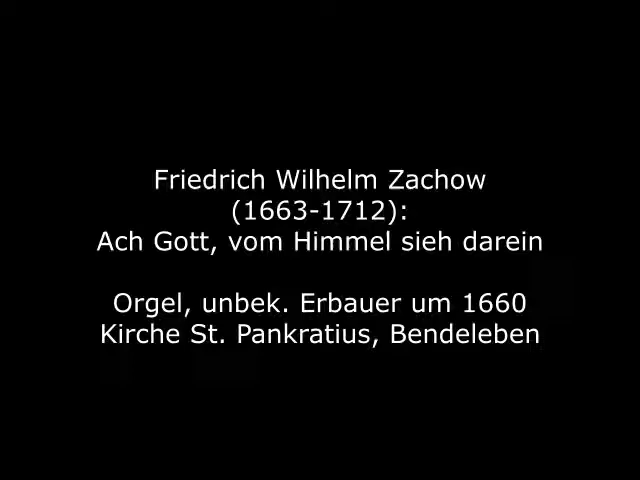 Friedrich Wilhelm Zachow
(1663-1712):
Ach Gott, vom Himmel sieh darein
Orgel, unbek. Erbauer um 1660
Kirche St. Pankratius, Bendeleben